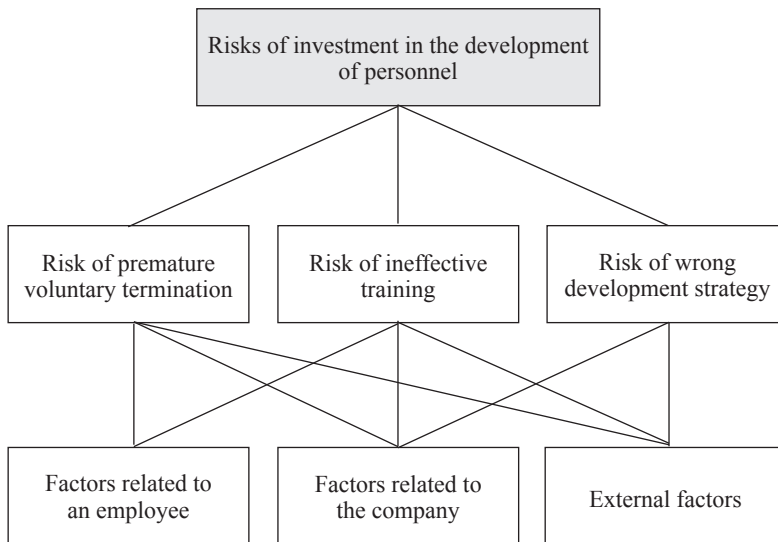 Risks of investment in the development
of personnel
Risk of premature
voluntary termination
Risk of ineffective
training
Risk of wrong
development strategy
Factors related to
an employee
Factors related to
the company
External factors